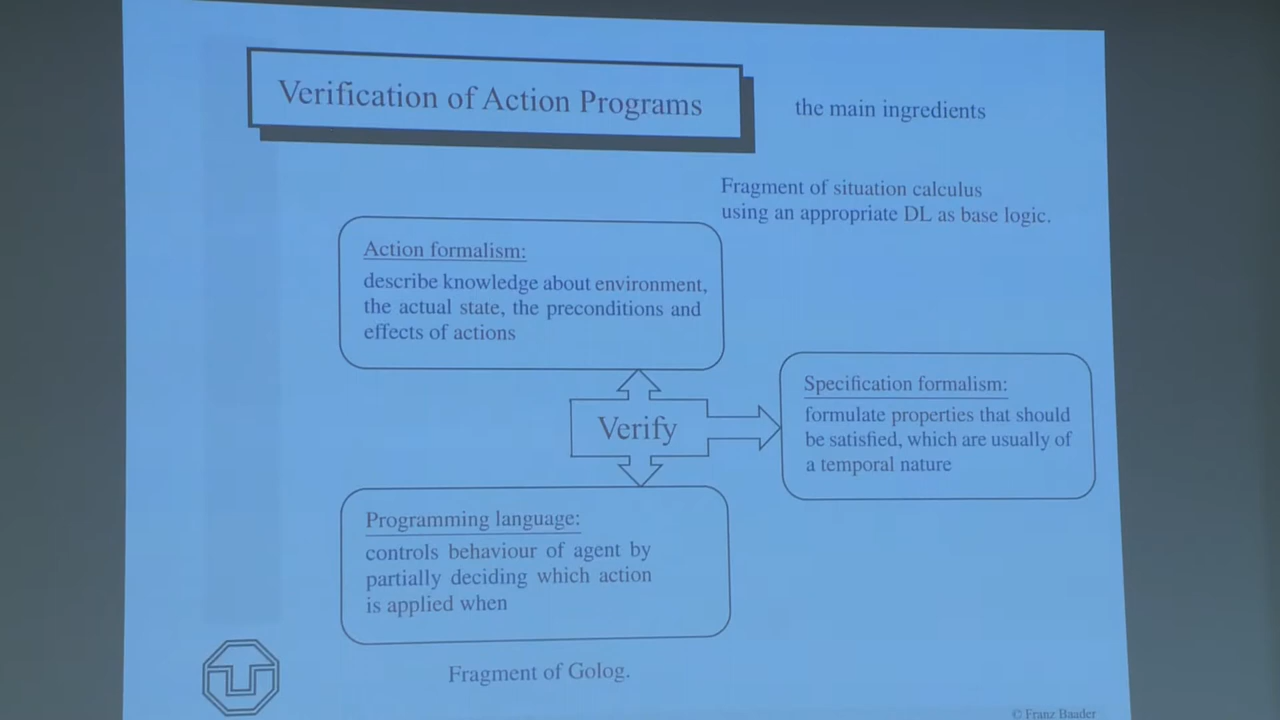 Verification of Action Programs
the main ingredients
Fragment of situation calculus
using an appropriate DL as base logic.
Action formalism:
describe knowledge about environment,
the actual state, the preconditions and
effects of actions
Verify
Specification formalism:
formulate properties that should
be satisfied, which are usually of
a temporal nature
Programming language:
controls behaviour of agent by
partially deciding which action
is applied when
Fragment of Golog.
© Franz Baader